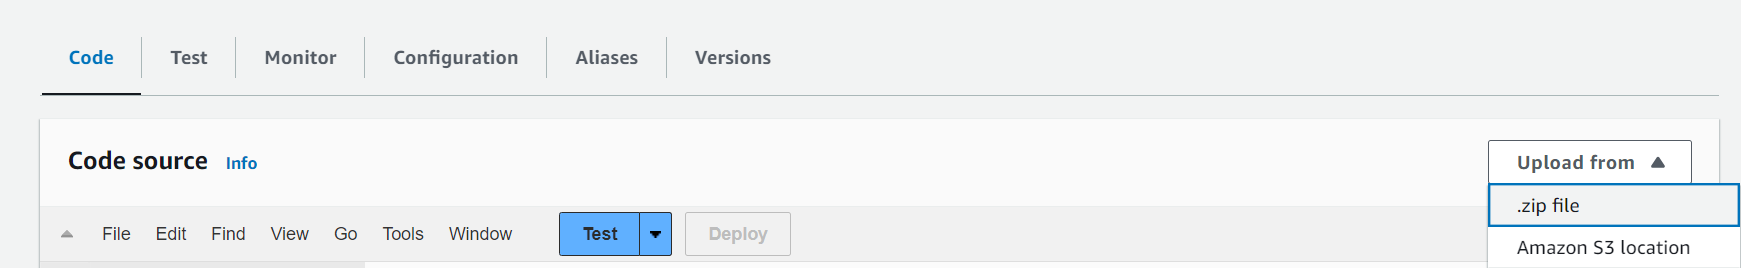 Code Test Monitor Configuration Aliases Versions
Code source Info Upload from
.zip file
File Edit Find View Go Tools Window Test Deploy
Amazon S3 location